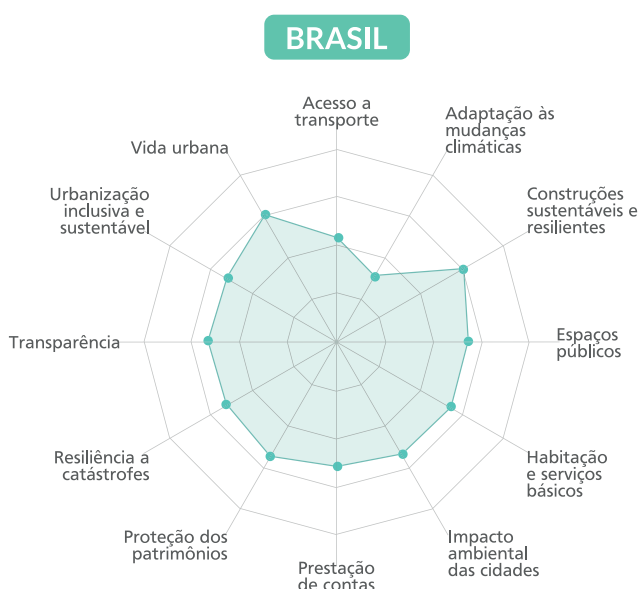 BRASIL
Acesso a
transporte
Adaptação às
mudanças
climáticas
Construções
sustentáveis e
resilientes
Espaços
públicos
Habitação
e serviços
básicos
Impacto
ambiental
das cidades
Prestação
de contas
Proteção dos
patrimônios
Resiliência a
catástrofes
Transparência
Urbanização
inclusiva e
sustentável
Vida urbana